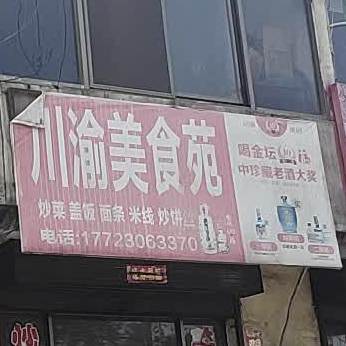 川渝美食苑
炒菜 盖饭 面条 米线 炒饼
电话:17723063370
喝金坛
中珍藏老酒大奖